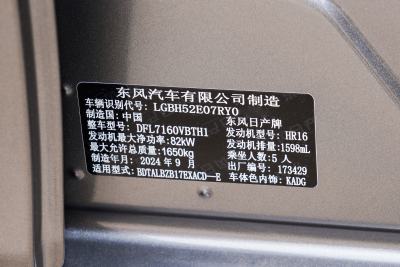 东风汽车有限公司制造
车辆识别代号: LGBH52E07RY0
制造国: 中国 东风日产牌
整车型号: DFL7160VBTH1 发动机型号: HR16
发动机最大净功率: 82kW 发动机排量: 1598mL
最大允许总质量: 1650kg 乘坐人数: 5 人
制造年月: 2024 年 9 月 出厂编号: 173429
适用型式: BDTALBZB17EXACD—E 车体色内饰: KADG